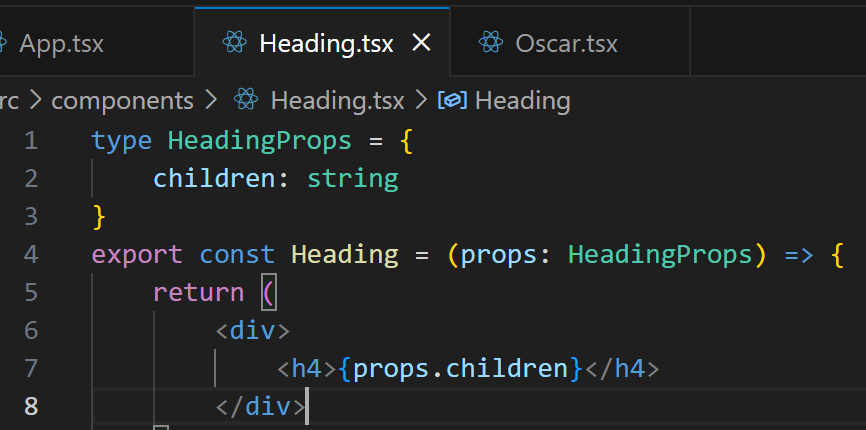 App.tsx Heading.tsx Oscar.tsx
rc > components > Heading.tsx > Heading
1 type HeadingProps = {
2 children: string
3 }
4 export const Heading = (props: HeadingProps) => {
5 return (
6 <div>
7 <h4>{props.children}</h4>
8 </div>